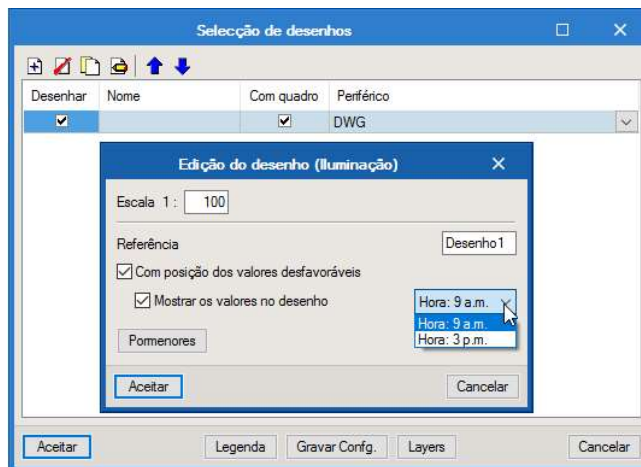 Selecção de desenhos
Desenhar Nome Com quadro Periférico
DWG
Edição do desenho (Iluminação)
Escala 1 : 100
Referência Desenho1
Com posição dos valores desfavoráveis
Mostrar os valores no desenho Hora: 9 a.m.
Hora: 9 a.m.
Hora: 3 p.m.
Pormenores
Aceitar Cancelar
Aceitar Legenda Gravar Confg. Layers Cancelar